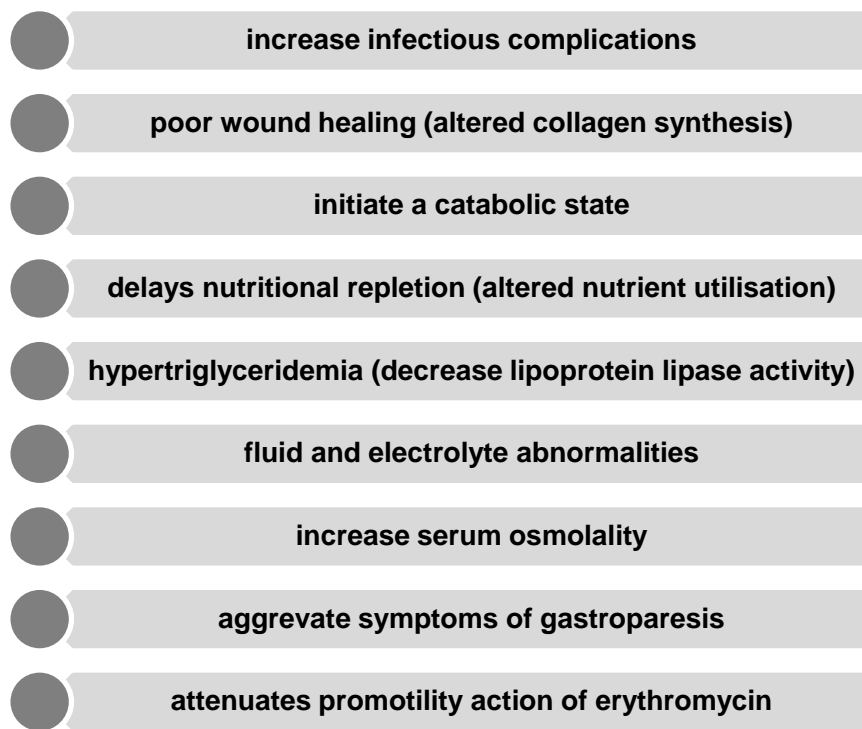 increase infectious complications
poor wound healing (altered collagen synthesis)
initiate a catabolic state
delays nutritional repletion (altered nutrient utilisation)
hypertriglyceridemia (decrease lipoprotein lipase activity)
fluid and electrolyte abnormalities
increase serum osmolality
aggrevate symptoms of gastroparesis
attenuates promotility action of erythromycin